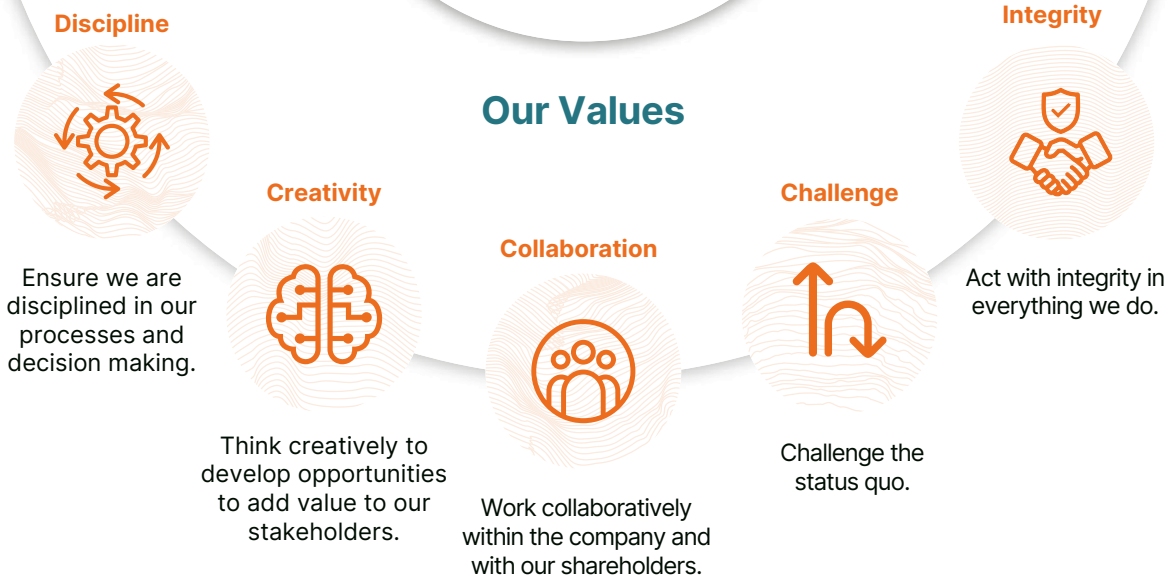 Our Values
Discipline
Ensure we are
disciplined in our
processes and
decision making.
Creativity
Think creatively to
develop opportunities
to add value to our
stakeholders.
Collaboration
Work collaboratively
within the company and
with our shareholders.
Challenge
Challenge the
status quo.
Integrity
Act with integrity in
everything we do.